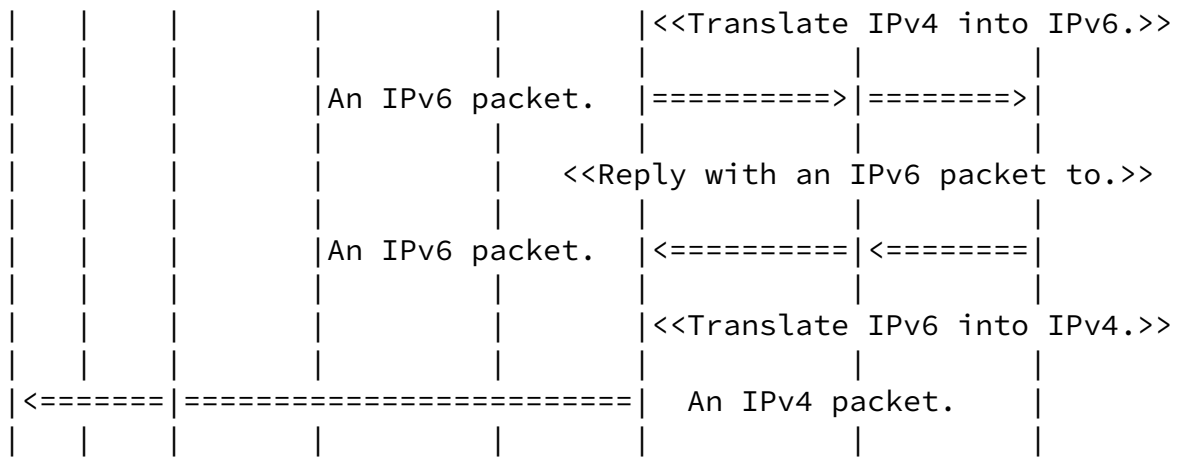 |   |    |       |         |       |<<Translate IPv4 into IPv6.>>
|   |    |       |         |       |           |         |
|   |    |       |An IPv6 packet.  |==========>|========>|
|   |    |       |         |       |           |         |
|   |    |       |         |   <<Reply with an IPv6 packet to.>>
|   |    |       |         |       |           |         |
|   |    |       |An IPv6 packet.  |<==========|<========|
|   |    |       |         |       |           |         |
|   |    |       |         |       |<<Translate IPv6 into IPv4.>>
|   |    |       |         |       |           |         |
|<=======|=========================|  An IPv4 packet.    |
|   |    |       |         |       |           |         |